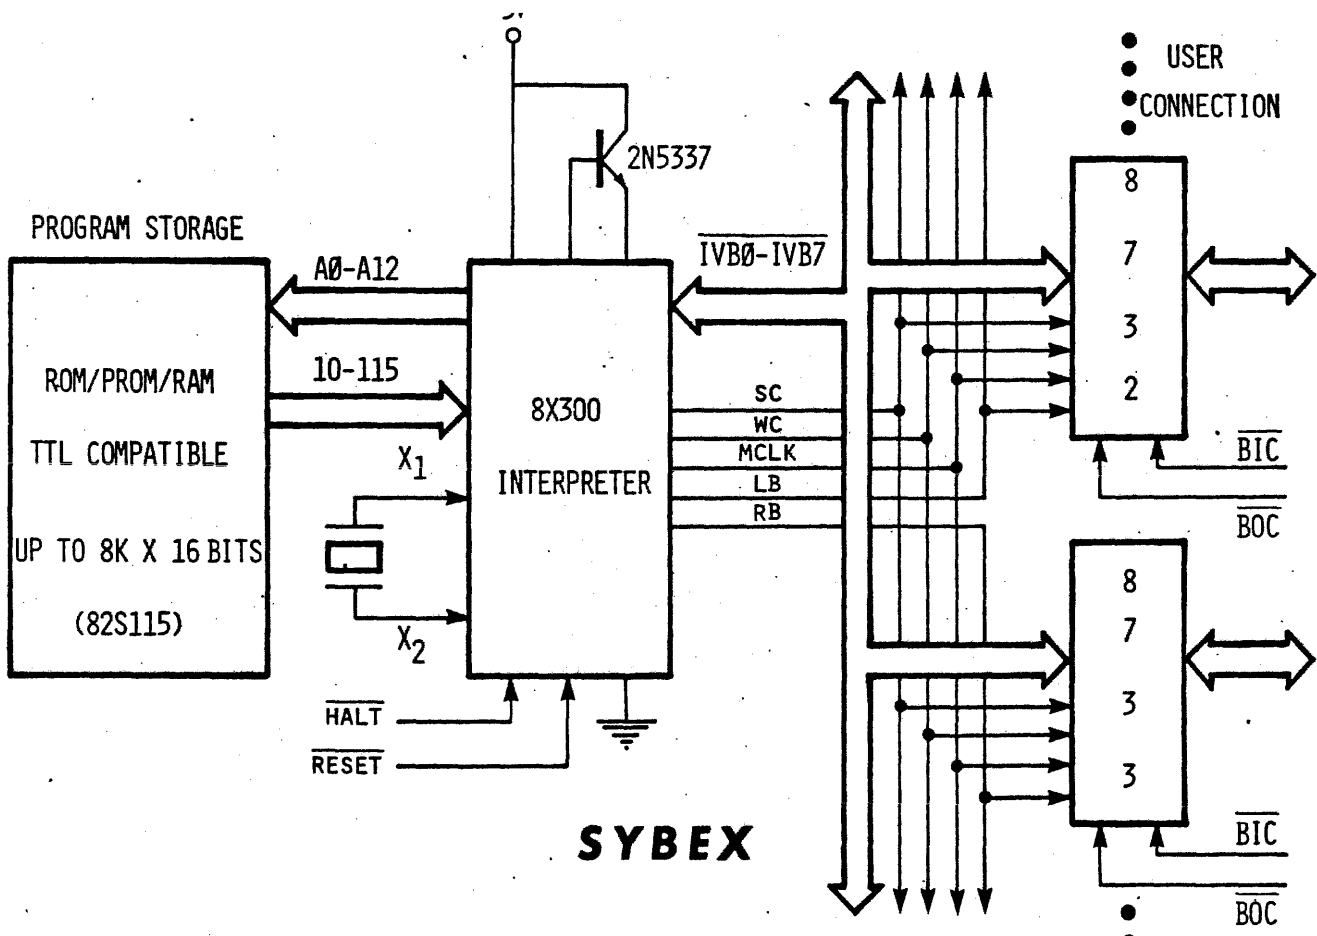 USER
CONNECTION
2N5337
8
PROGRAM STORAGE
IVBØ-IVB7
7
AØ-A12
3
10-115
ROM/PROM/RAM
2
SC
8X300
WC
TTL COMPATIBLE
X1
MCLK
BIC
INTERPRETER
LB
RB
BOC
UP TO 8K X 16 BITS
8
(82S115)
X2
7
HALT
3
RESET
3
SYBEX
BIC
BOC